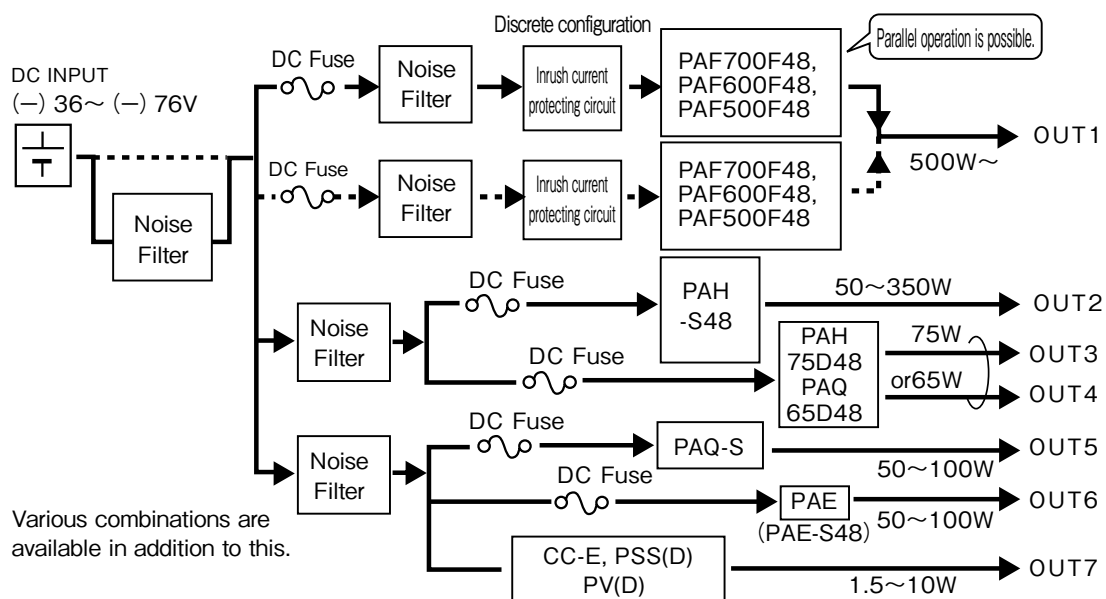 Discrete configuration
Parallel operation is possible.
DC INPUT
(−) 36～ (−) 76V
DC Fuse
Noise
Filter
Inrush current
protecting circuit
PAF700F48,
PAF600F48,
PAF500F48
OUT1
500W～
DC Fuse
Noise
Filter
Inrush current
protecting circuit
PAF700F48,
PAF600F48,
PAF500F48
Noise
Filter
DC Fuse
PAH
-S48
50～350W
OUT2
Noise
Filter
DC Fuse
PAH
75D48
PAQ
65D48
75W
OUT3
or65W
OUT4
DC Fuse
PAQ-S
OUT5
50～100W
Noise
Filter
DC Fuse
PAE
(PAE-S48)
OUT6
50～100W
CC-E, PSS(D)
PV(D)
OUT7
1.5～10W
Various combinations are
available in addition to this.